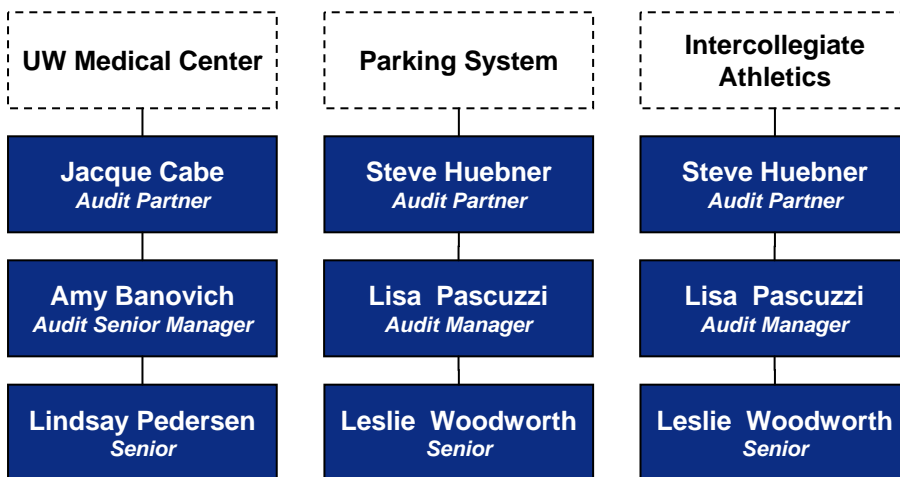 UW Medical Center
Jacque Cabe
Audit Partner
Amy Banovich
Audit Senior Manager
Lindsay Pedersen
Senior
Parking System
Steve Huebner
Audit Partner
Lisa Pascuzzi
Audit Manager
Leslie Woodworth
Senior
Intercollegiate
Athletics
Steve Huebner
Audit Partner
Lisa Pascuzzi
Audit Manager
Leslie Woodworth
Senior